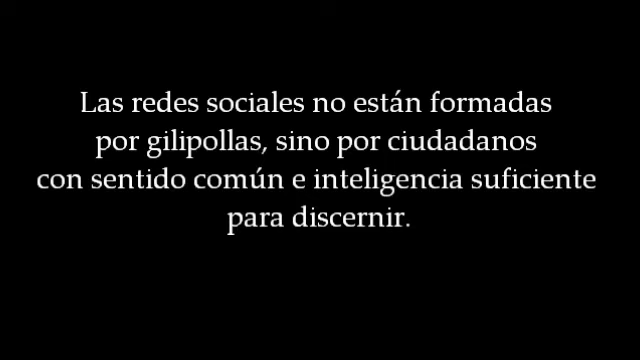 Las redes sociales no están formadas
por gilipollas, sino por ciudadanos
con sentido común e inteligencia suficiente
para discernir.